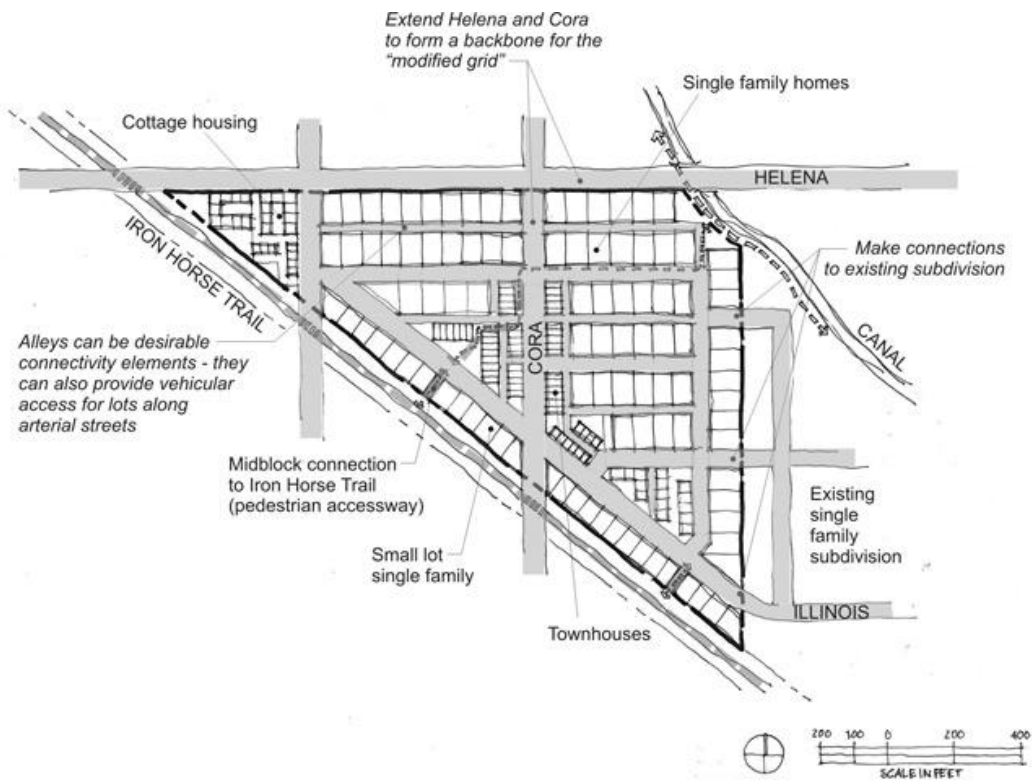 Extend Helena and Cora
to form a backbone for the
“modified grid”
Single family homes
Cottage housing
HELENA
IRON HORSE TRAIL
Make connections
to existing subdivision
CANAL
CORA
Alleys can be desirable
connectivity elements - they
can also provide vehicular
access for lots along
arterial streets
Midblock connection
to Iron Horse Trail
(pedestrian accessway)
Existing
single
family
subdivision
Small lot
single family
ILLINOIS
Townhouses
200 100 0 200 400
SCALE IN FEET